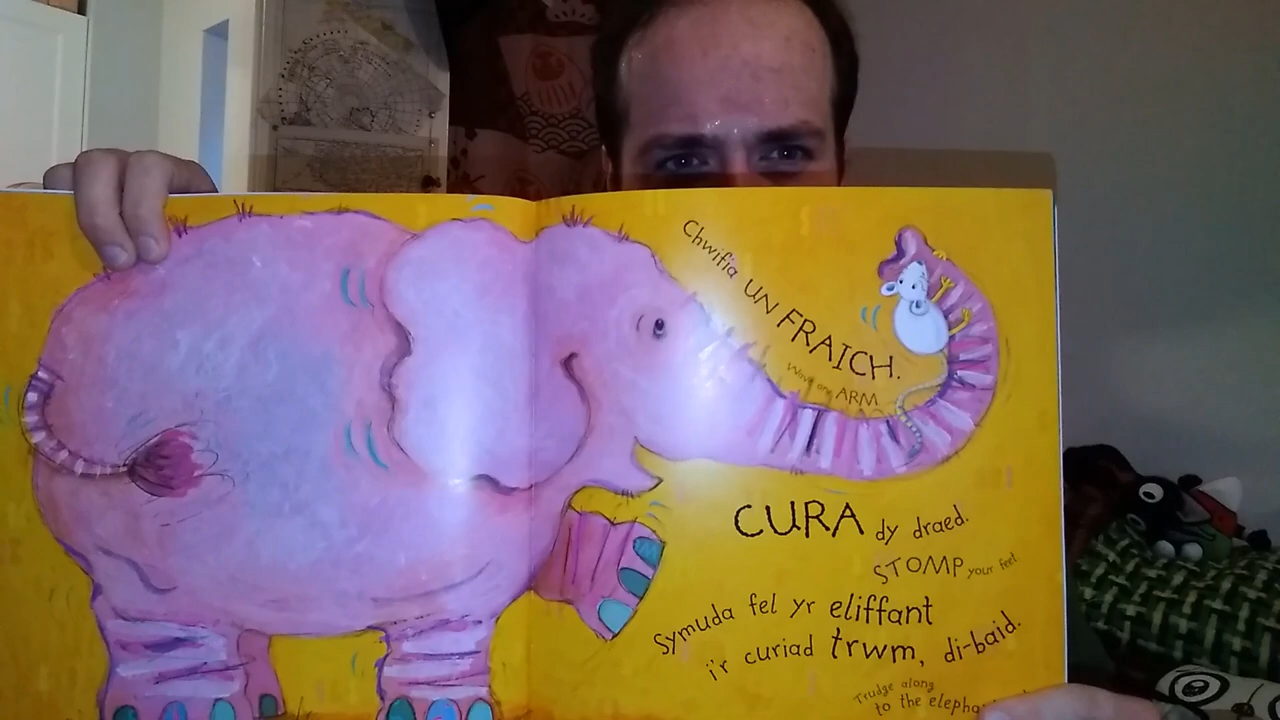 Chwifia UN FRAICH.
Wave one ARM
CURA dy draed.
STOMP your feet.
Symuda fel yr eliffant
i'r curiad trwm, di-baid.
Trudge along
to the elepha